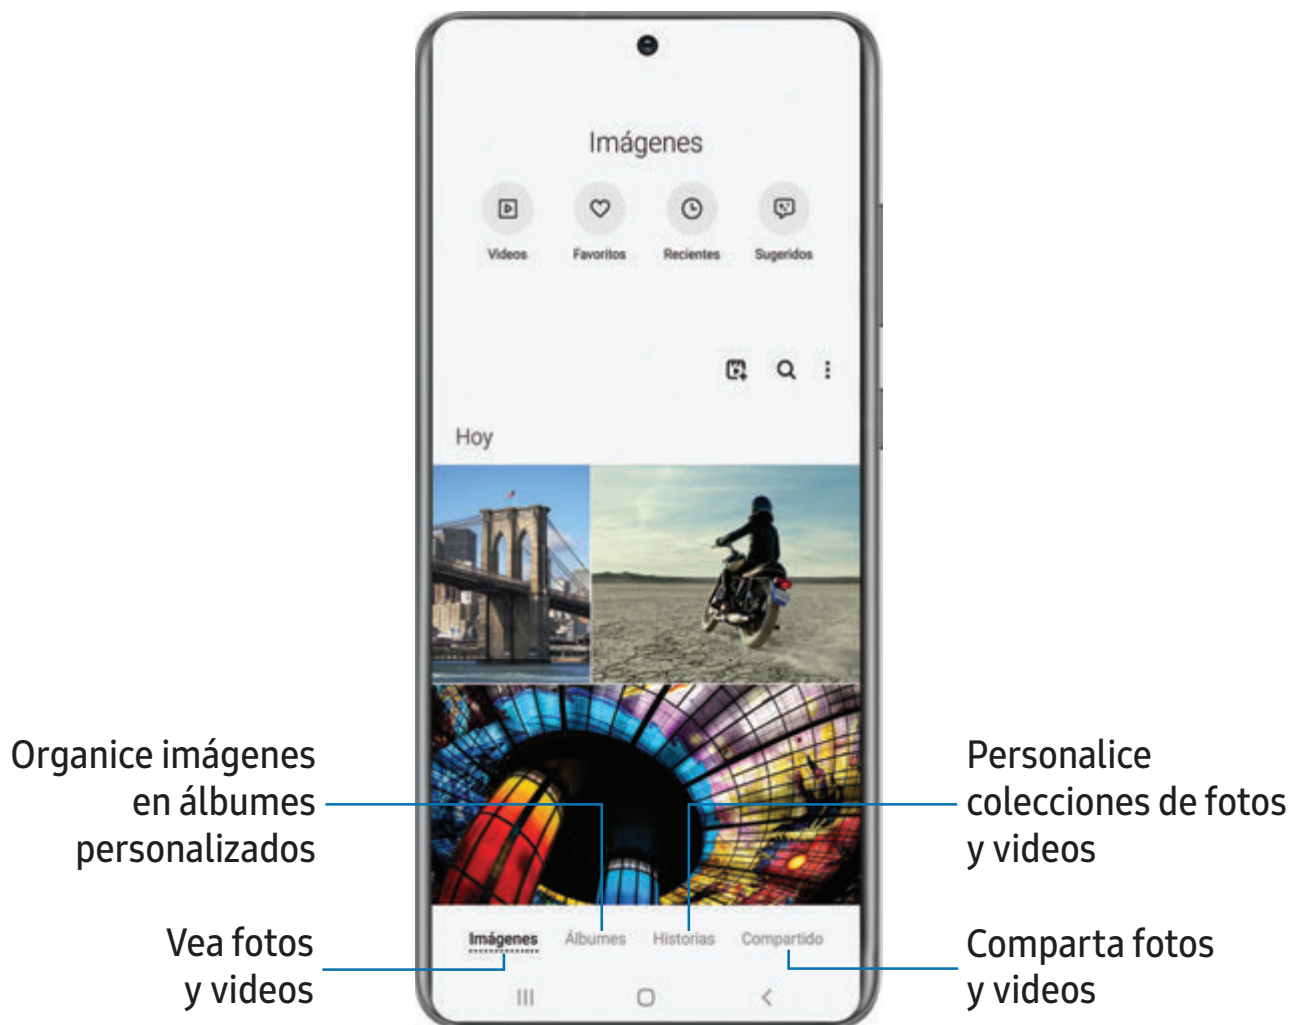 Imágenes
Videos Favoritos Recientes Sugeridos
Hoy
Organice imágenes
en álbumes
personalizados
Personalice
colecciones de fotos
y videos
Imágenes Álbumes Historias Compartido
Vea fotos
y videos
Comparta fotos
y videos